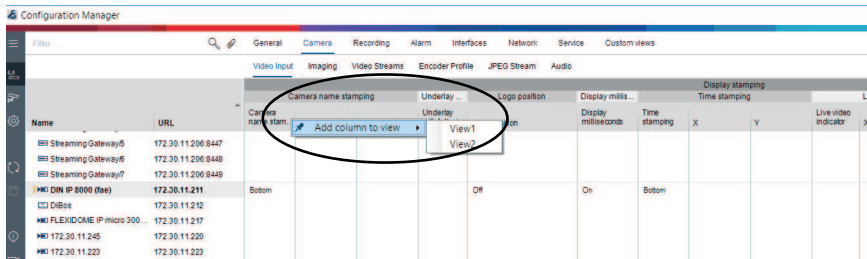 Configuration Manager
Filter
General Camera Recording Alarm Interfaces Network Service Custom views
Video Input Imaging Video Streams Encoder Profile JPEG Stream Audio
Display stamping
Camera name stamping Underlay ... Logo position Display millis... Time stamping L
Name URL Camera name stam... Underlay Display milliseconds Time stamping X Y Live video indicator X
Add column to view View1
View2
Streaming Gateway/5 172.30.11.206:8447
Streaming Gateway/6 172.30.11.206:8448
Streaming Gateway/7 172.30.11.206:8449
DIN IP 8000 (fae) 172.30.11.211 Bottom Off On Bottom
DiBos 172.30.11.212
FLEXIDOME IP micro 300... 172.30.11.217
172.30.11.245 172.30.11.220
172.30.11.223 172.30.11.223